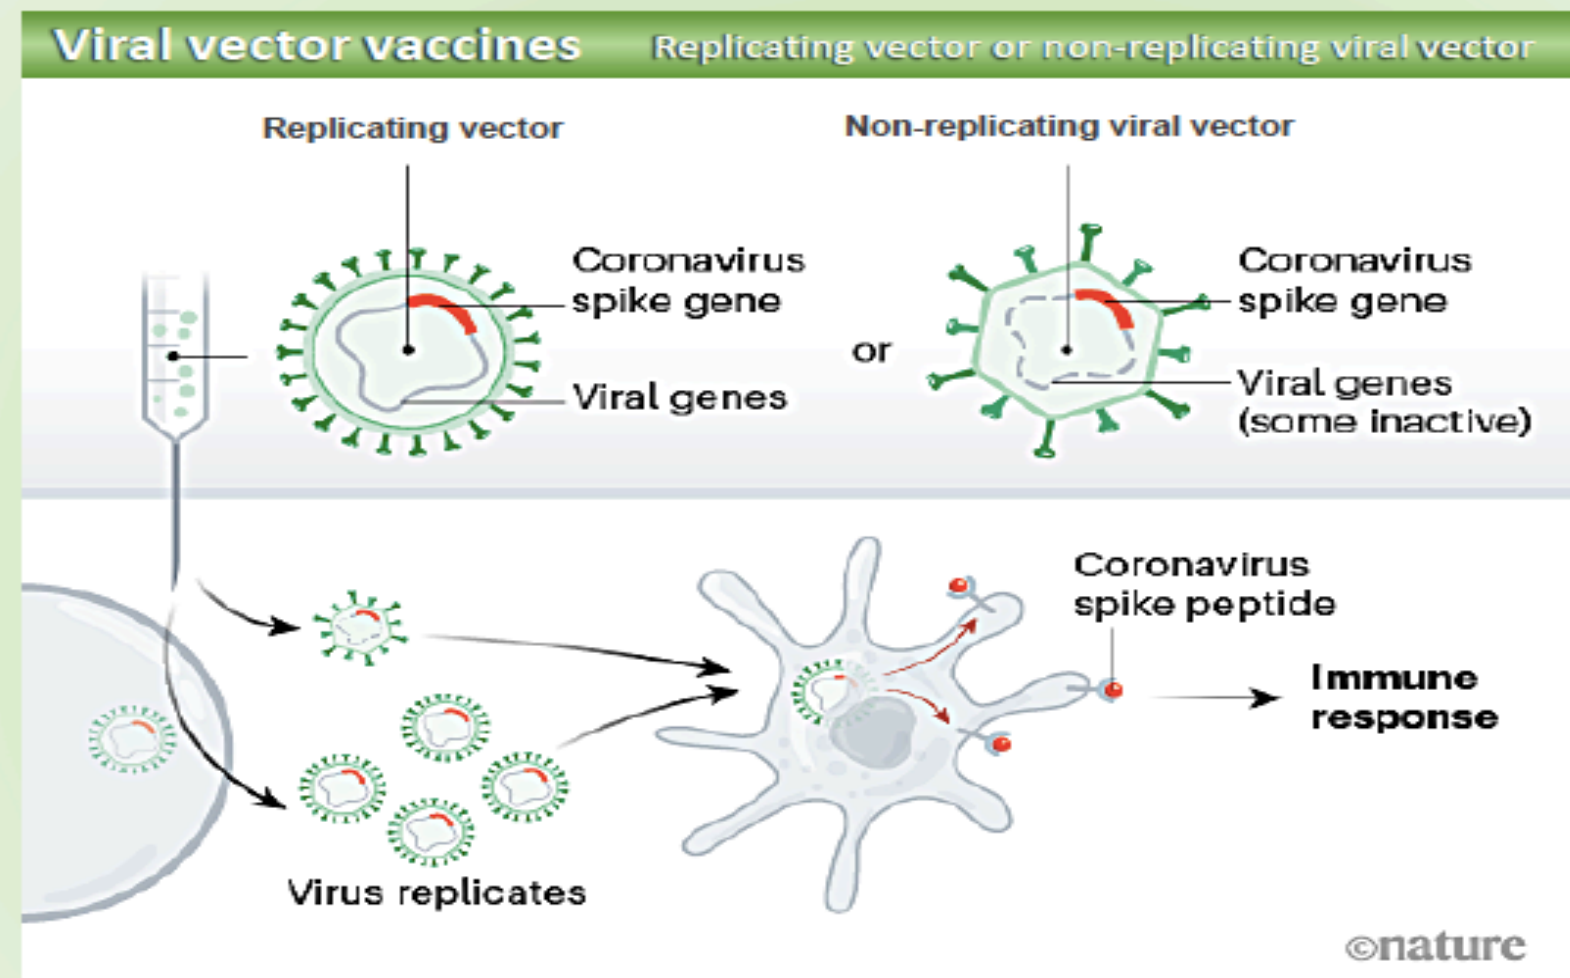 Viral vector vaccines Replicating vector or non-replicating viral vector
Replicating vector
Non-replicating viral vector
Coronavirus
spike gene
Viral genes
or
Coronavirus
spike gene
Viral genes
(some inactive)
Coronavirus
spike peptide
Immune
response
Virus replicates
©nature